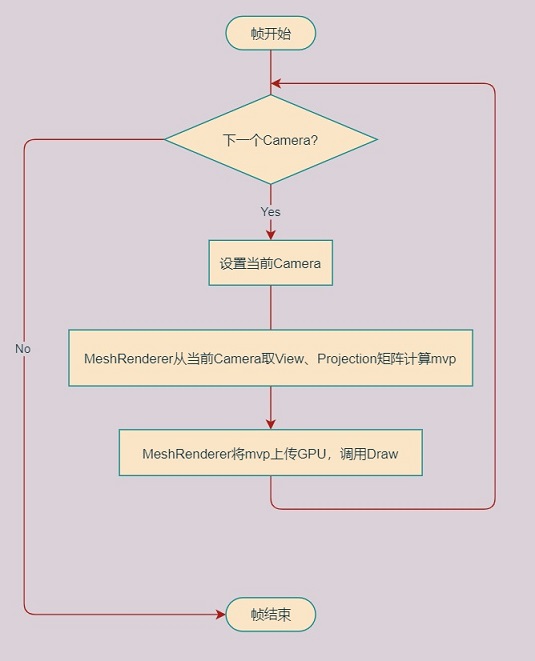 帧开始
下一个Camera?
Yes
设置当前Camera
No
MeshRenderer从当前Camera取View、Projection矩阵计算mvp
MeshRenderer将mvp上传GPU，调用Draw
帧结束